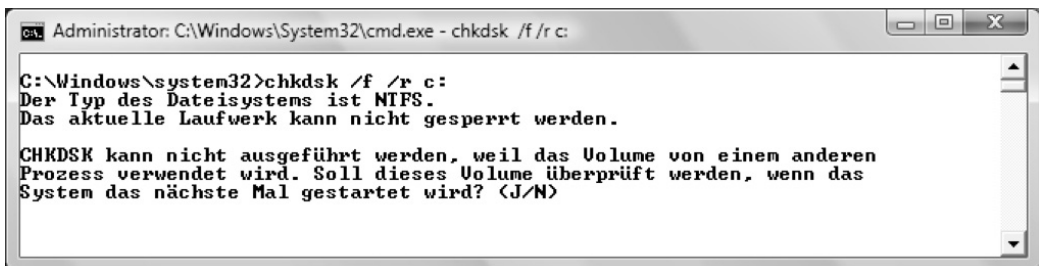 Administrator: C:\Windows\System32\cmd.exe - chkdsk /f /r c:
C:\Windows\system32>chkdsk /f /r c:
Der Typ des Dateisystems ist NTFS.
Das aktuelle Laufwerk kann nicht gesperrt werden.
CHKDSK kann nicht ausgeführt werden, weil das Volume von einem anderen
Prozess verwendet wird. Soll dieses Volume überprüft werden, wenn das
System das nächste Mal gestartet wird? (J/N)